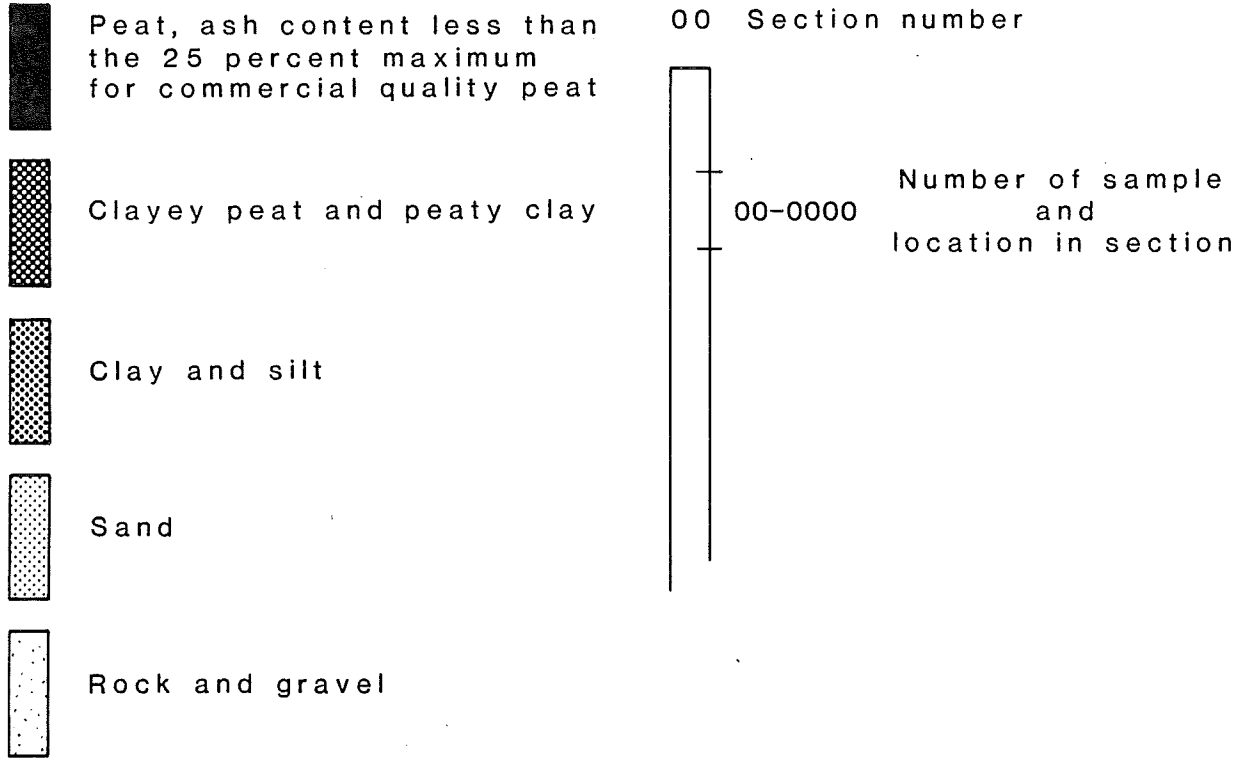 Peat, ash content less than
the 25 percent maximum
for commercial quality peat
Clayey peat and peaty clay
Clay and silt
Sand
Rock and gravel
00 Section number
00-0000
Number of sample
and
location in section